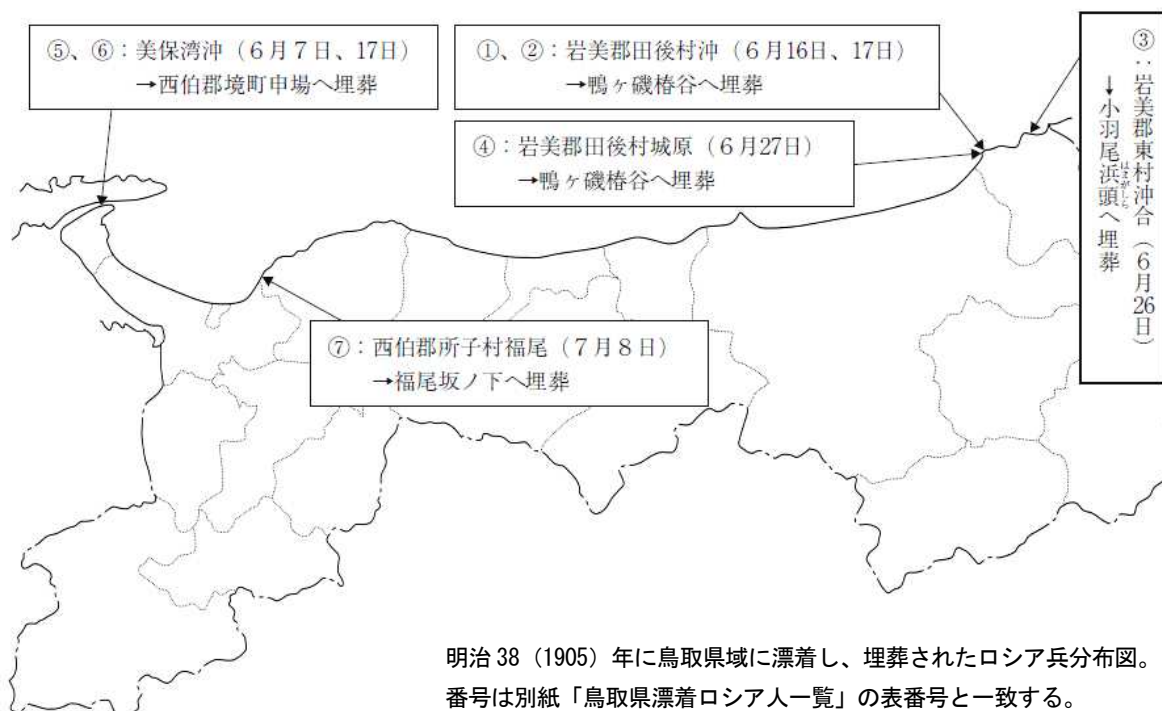 ⑤、⑥：美保湾沖（６月７日、17日）
→西伯郡境町申場へ埋葬
①、②：岩美郡田後村沖（６月16日、17日）
→鴨ヶ磯椿谷へ埋葬
③：岩美郡東村沖合（６月26日）
→小羽尾浜頭へ埋葬
はまがしら
④：岩美郡田後村城原（６月27日）
→鴨ヶ磯椿谷へ埋葬
⑦：西伯郡所子村福尾（７月８日）
→福尾坂ノ下へ埋葬
明治 38（1905）年に鳥取県域に漂着し、埋葬されたロシア兵分布図。
番号は別紙「鳥取県漂着ロシア人一覧」の表番号と一致する。